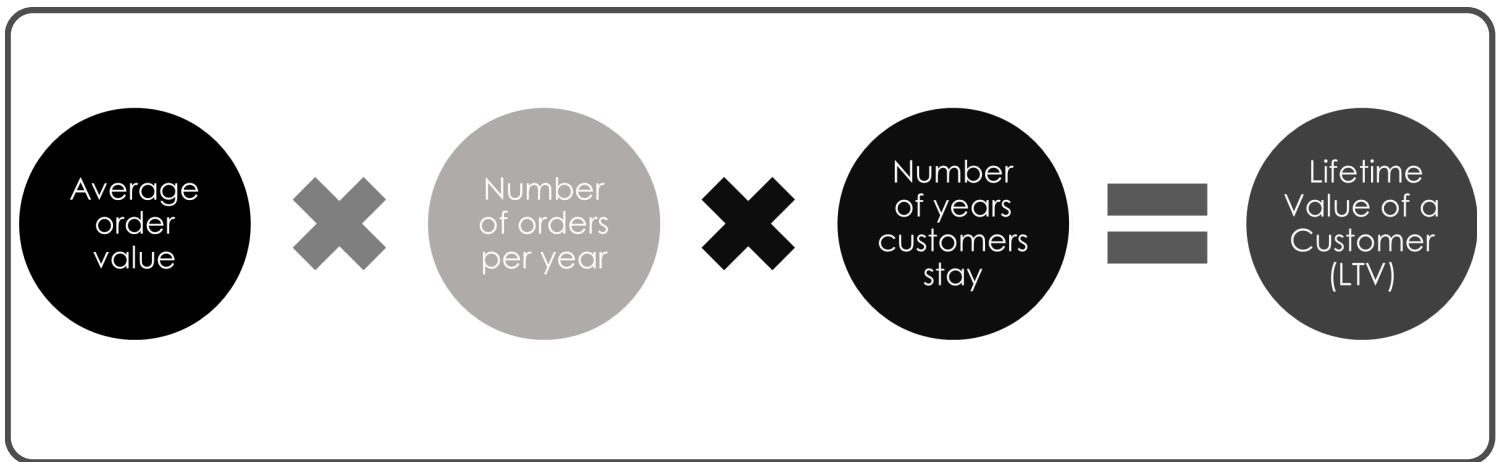 Average
order
value
Number
of orders
per year
Number
of years
customers
stay
Lifetime
Value of a
Customer
(LTV)